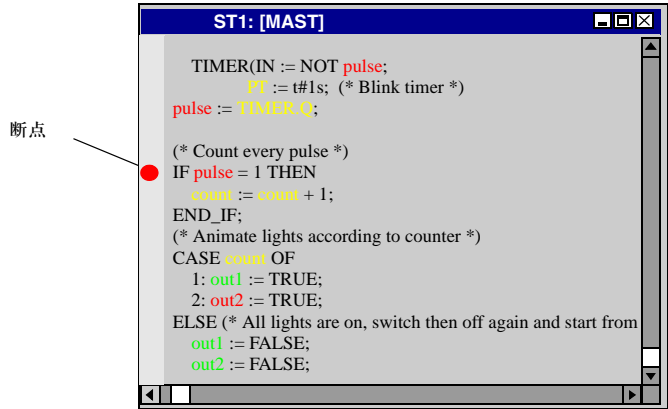 ST1: [MAST]
TIMER(IN := NOT pulse;
PT := t#1s; (* Blink timer *)
pulse := TIMER.Q;
断点
(* Count every pulse *)
IF pulse = 1 THEN
count := count + 1;
END_IF;
(* Animate lights according to counter *)
CASE count OF
1: out1 := TRUE;
2: out2 := TRUE;
ELSE (* All lights are on, switch then off again and start from
out1 := FALSE;
out2 := FALSE;